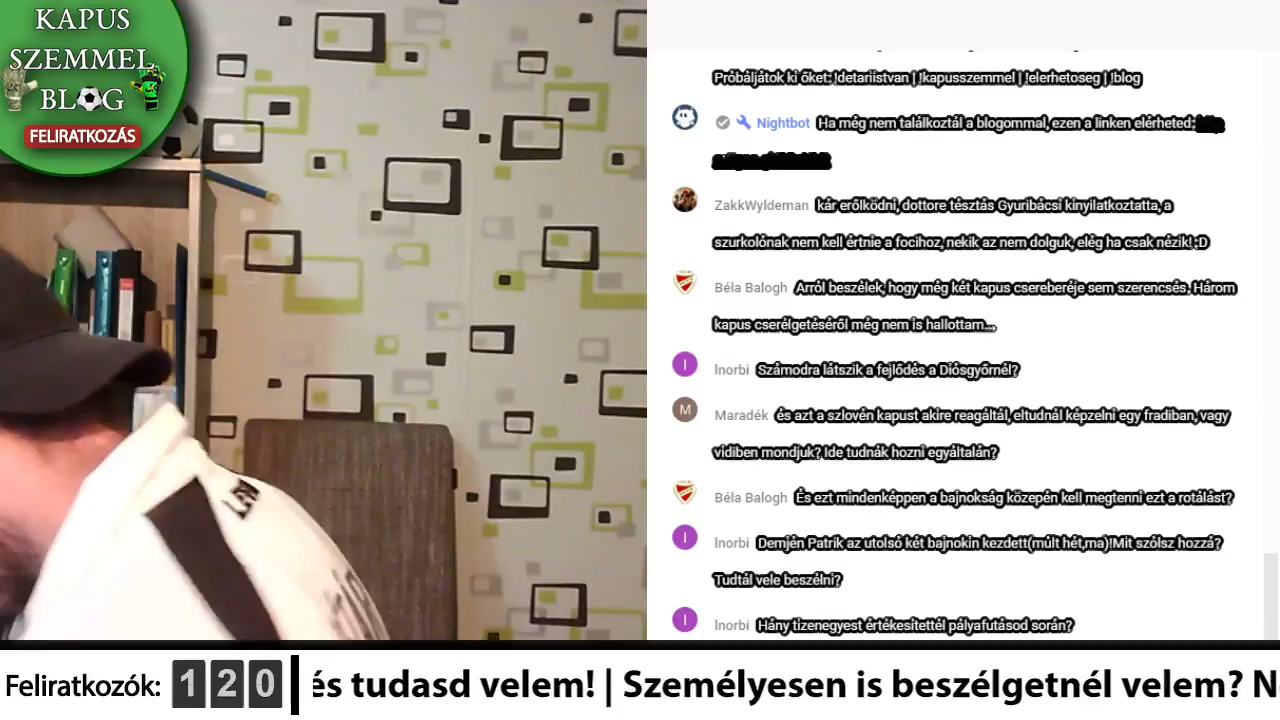 KAPUS
SZEMMEL
BLOG
FELIRATKOZÁS
Próbáljátok ki őket: !detariistvan | !kapusszemmel | !elerhetoseg | !blog
Nightbot Ha még nem találkoztál a blogommal, ezen a linken elérheted:
ZakkWyldeman kár erőlködni, dottore tésztás Gyuribácsi kinyilatkoztatta, a
szurkolónak nem kell értnie a focihoz, nekik az nem dolguk, elég ha csak nézik! ;D
Béla Balogh Arról beszélek, hogy még két kapus csereberéje sem szerencsés. Három
kapus cserélgetéséről még nem is hallottam...
Inorbi Számodra látszik a fejlődés a Diósgyőrnél?
M Maradék és azt a szlovén kapust akire reagáltál, eltudnál képzelni egy fradiban, vagy
vidiben mondjuk? Ide tudnák hozni egyáltalán?
Béla Balogh És ezt mindenképpen a bajnokság közepén kell megtenni ezt a rotálást?
Inorbi Demjén Patrik az utolsó két bajnokin kezdett(múlt hét,ma)!Mit szólsz hozzá?
Tudtál vele beszélni?
Inorbi Hány tizenegyest értékesítettél pályafutásod során?
Feliratkozók: 120 és tudasd velem! | Személyesen is beszélgetnél velem? N